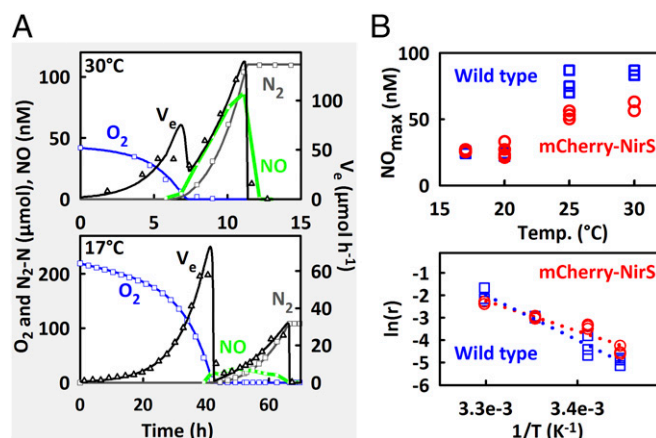 A
30°C
100
50
0
O₂
Vₑ
N₂
NO
100
50
0
0 5 10 15
17°C
200
100
0
O₂
Vₑ
N₂
NO
60
40
20
0
0 20 40 60
Time (h)
O₂ and N₂-N (μmol), NO (nM)
Vₑ (μmol h⁻¹)
B
100
50
0
Wild type
mCherry-NirS
15 20 25 30
Temp. (°C)
NOmax (nM)
-1
-2
-3
-4
-5
-6
mCherry-NirS
Wild type
3.3e-3 3.4e-3
1/T (K⁻¹)
ln(r)